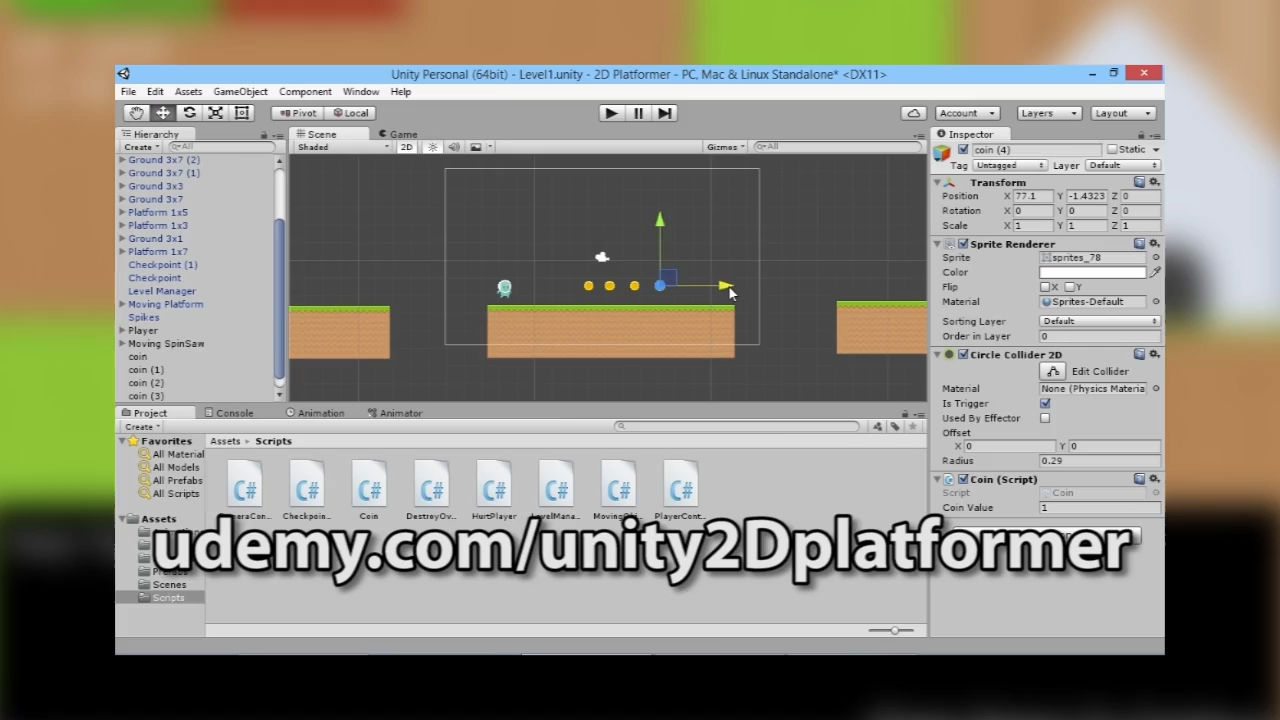 Unity Personal (64bit) - Level1.unity - 2D Platformer - PC, Mac & Linux Standalone* <DX11>
File Edit Assets GameObject Component Window Help
Pivot Local Account Layers Layout
Hierarchy Scene Game Inspector
Create All Shaded 2D Gizmos All
coin (4) Static
Tag Untagged Layer Default
Ground 3x7 (2)
Ground 3x7 (1)
Ground 3x3
Ground 3x7
Platform 1x5
Platform 1x3
Ground 3x1
Platform 1x7
Checkpoint (1)
Checkpoint
Level Manager
Moving Platform
Spikes
Player
Moving SpinSaw
coin
coin (1)
coin (2)
coin (3)
Transform
Position X 77.1 Y -1.4323 Z 0
Rotation X 0 Y 0 Z 0
Scale X 1 Y 1 Z 1
Sprite Renderer
Sprite sprites_78
Color
Flip X Y
Material Sprites-Default
Sorting Layer Default
Order in Layer 0
Circle Collider 2D
Edit Collider
Material None (Physics Materia
Is Trigger
Used By Effector
Offset
X 0 Y 0
Radius 0.29
Coin (Script)
Script Coin
Coin Value 1
Project Console Animation Animator
Create
Favorites
All Material
All Models
All Prefabs
All Scripts
Assets
Scenes
Scripts
Assets Scripts
C# C# C# C# C# C# C# C#
Checkpoin... Coin DestroyOv... HurtPlayer LevelMana... MovingObj... PlayerCont...
udemy.com/unity2Dplatformer